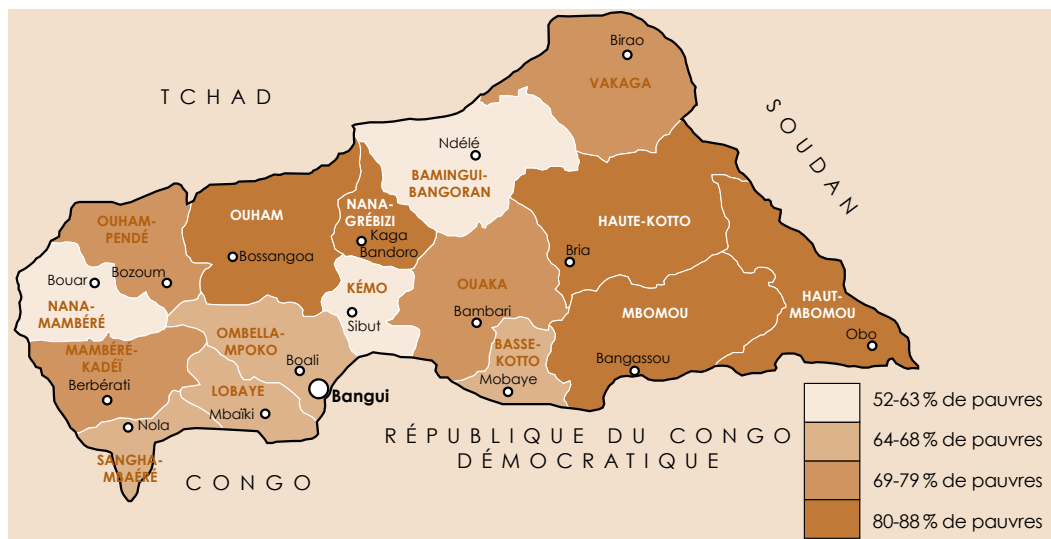 Birao
VAKAGA
TCHAD
SOUDAN
Ndélé
BAMINGUI-
BANGORAN
OUHAM-
PENDÉ
OUHAM
NANA-
GRÉBIZI
HAUTE-KOTTO
Kaga
Bandoro
Bossangoa
Bria
Bouar
Bozoum
KÉMO
OUAKA
NANA-
MAMBÉRÉ
Sibut
Bambari
MBOMOU
HAUT-
MBOMOU
OMBELLA-
MPOKO
Obo
MAMBÉRÉ-
KADÉÏ
BASSE-
KOTTO
Boali
Bangassou
Berbérati
LOBAYE
Bangui
Mobaye
Mbaïki
Nola
RÉPUBLIQUE DU CONGO
DÉMOCRATIQUE
SANGHA-
MBAÉRÉ
CONGO
52-63 % de pauvres
64-68 % de pauvres
69-79 % de pauvres
80-88 % de pauvres